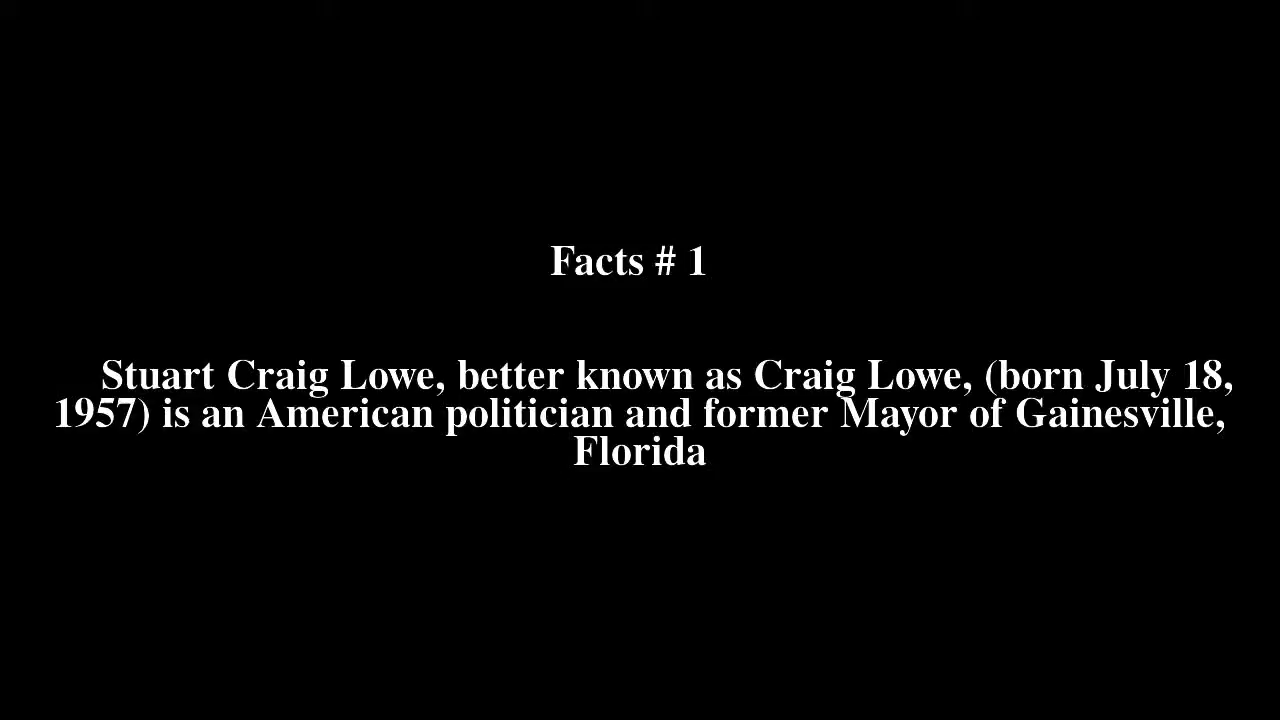 Facts # 1
Stuart Craig Lowe, better known as Craig Lowe, (born July 18,
1957) is an American politician and former Mayor of Gainesville,
Florida